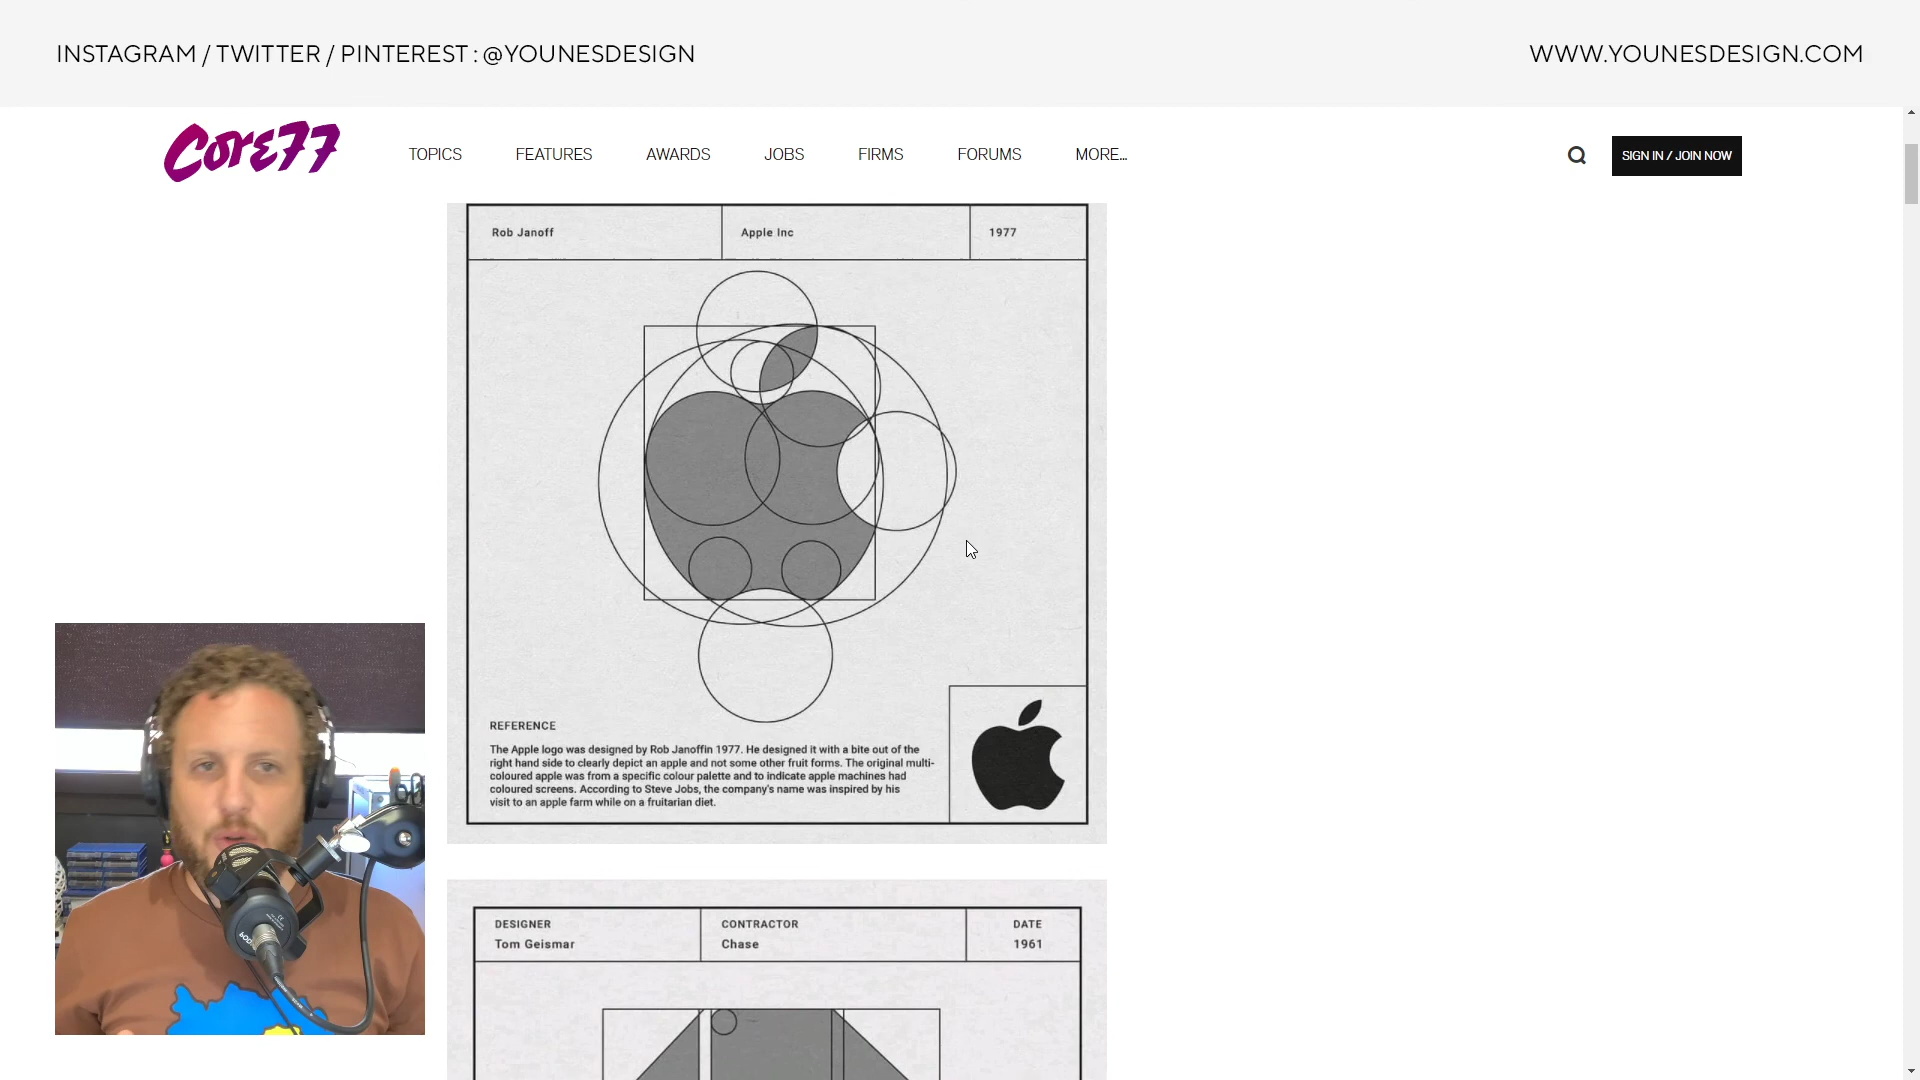 INSTAGRAM / TWITTER / PINTEREST : @YOUNESDESIGN
WWW.YOUNESDESIGN.COM
Core77
TOPICS FEATURES AWARDS JOBS FIRMS FORUMS MORE...
SIGN IN / JOIN NOW
Rob Janoff
Apple Inc
1977
REFERENCE
The Apple logo was designed by Rob Janoffin 1977. He designed it with a bite out of the
right hand side to clearly depict an apple and not some other fruit forms. The original multi-
coloured apple was from a specific colour palette and to indicate apple machines had
coloured screens. According to Steve Jobs, the company's name was inspired by his
visit to an apple farm while on a fruitarian diet.
DESIGNER
Tom Geismar
CONTRACTOR
Chase
DATE
1961